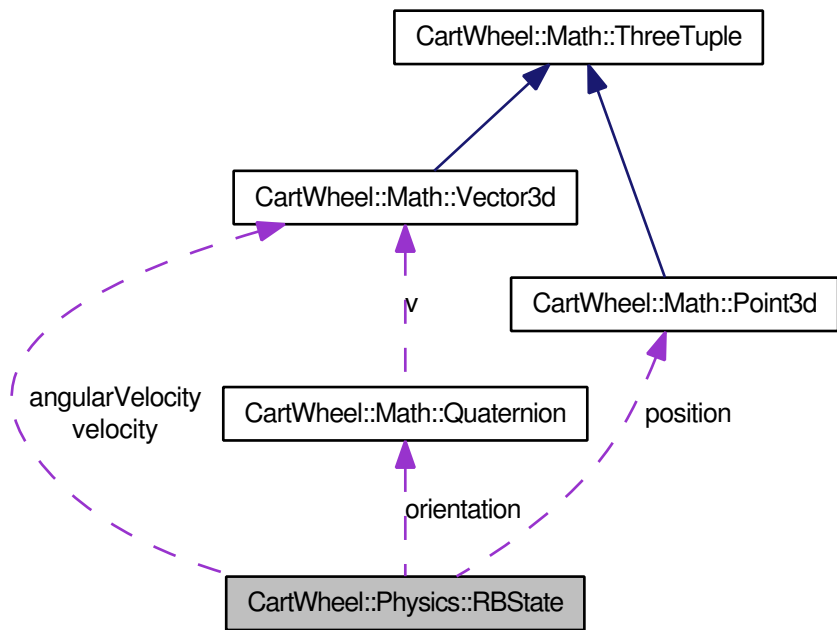 CartWheel::Math::ThreeTuple
CartWheel::Math::Vector3d
CartWheel::Math::Point3d
v
angularVelocity
velocity
CartWheel::Math::Quaternion
position
orientation
CartWheel::Physics::RBState